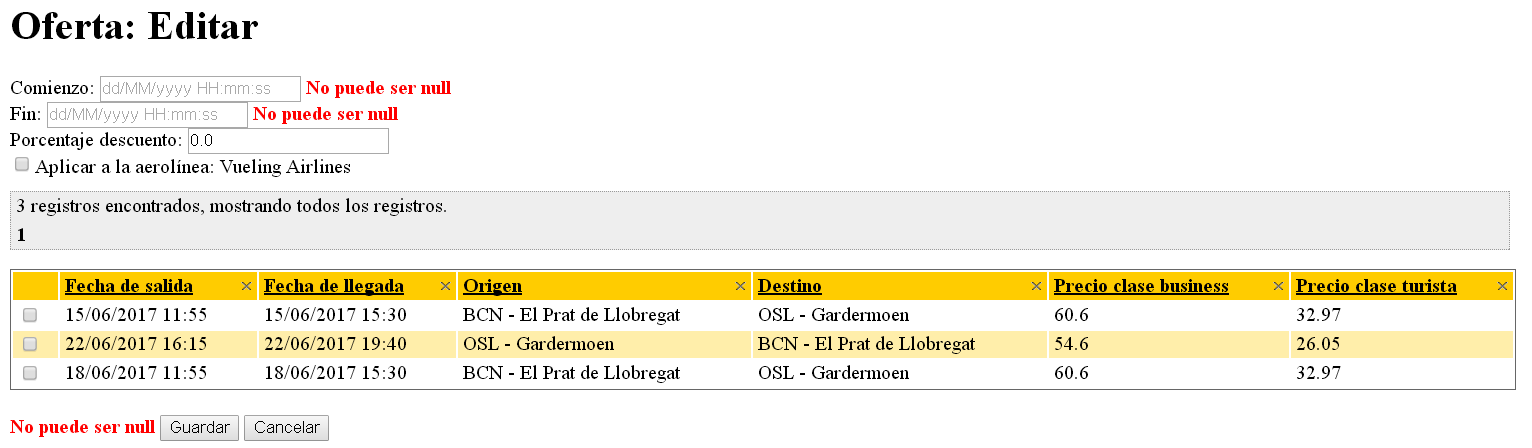 Oferta: Editar
Comienzo: dd/MM/yyyy HH:mm:ss No puede ser null
Fin: dd/MM/yyyy HH:mm:ss No puede ser null
Porcentaje descuento: 0.0
Aplicar a la aerolínea: Vueling Airlines
3 registros encontrados, mostrando todos los registros.
1
Fecha de salida × Fecha de llegada × Origen × Destino × Precio clase business × Precio clase turista ×
15/06/2017 11:55 15/06/2017 15:30 BCN - El Prat de Llobregat OSL - Gardermoen 60.6 32.97
22/06/2017 16:15 22/06/2017 19:40 OSL - Gardermoen BCN - El Prat de Llobregat 54.6 26.05
18/06/2017 11:55 18/06/2017 15:30 BCN - El Prat de Llobregat OSL - Gardermoen 60.6 32.97
No puede ser null Guardar Cancelar